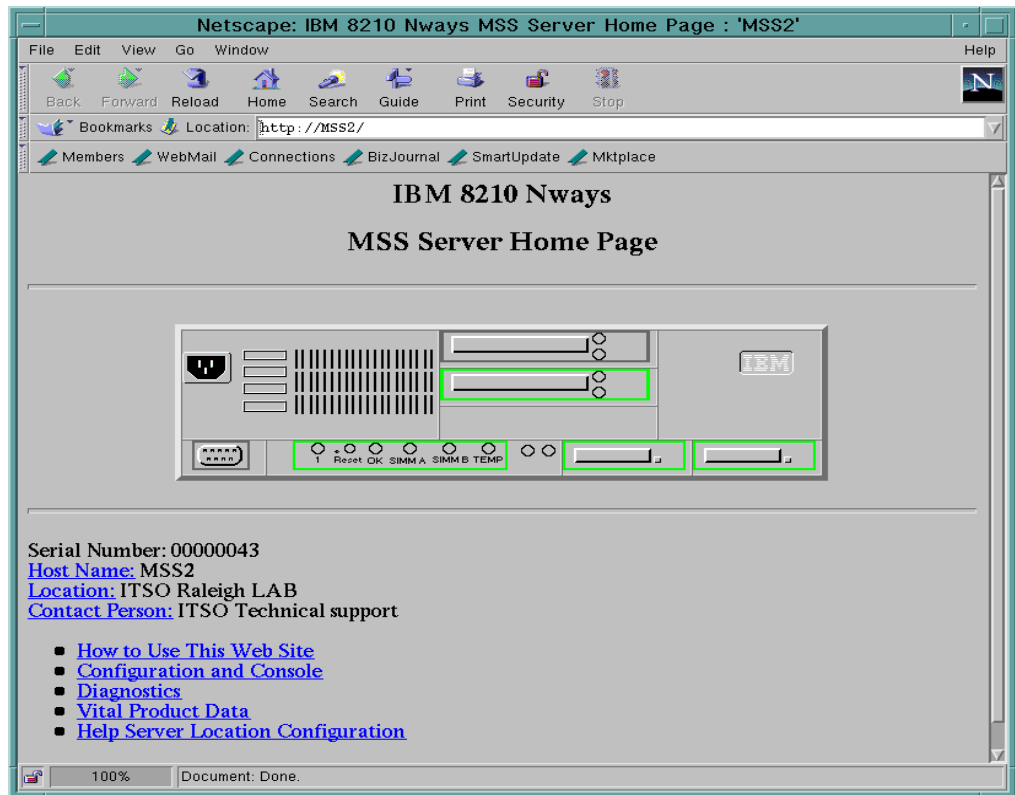 Netscape: IBM 8210 Nways MSS Server Home Page : 'MSS2'
File Edit View Go Window Help
Back Forward Reload Home Search Guide Print Security Stop
N
Bookmarks Location: http://MSS2/
Members WebMail Connections BizJournal SmartUpdate Mktplace
IBM 8210 Nways
MSS Server Home Page
IBM
1 Reset OK SIMM A SIMM B TEMP
Serial Number: 00000043
Host Name: MSS2
Location: ITSO Raleigh LAB
Contact Person: ITSO Technical support
How to Use This Web Site
Configuration and Console
Diagnostics
Vital Product Data
Help Server Location Configuration
100% Document: Done.